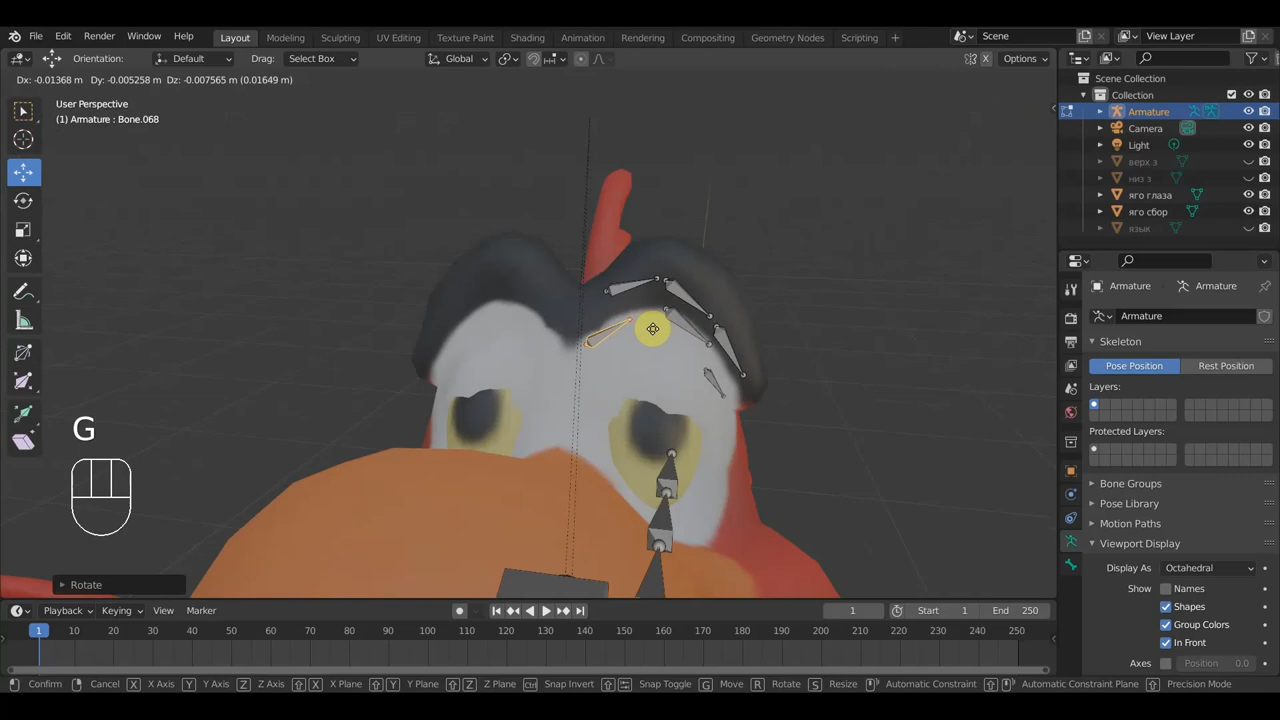 File Edit Render Window Help Layout Modeling Sculpting UV Editing Texture Paint Shading Animation Rendering Compositing Geometry Nodes Scripting + Scene View Layer
Orientation: Default Drag: Select Box Global Options
Dx: -0.01368 m Dy: -0.005258 m Dz: -0.007565 m (0.01649 m)
User Perspective
(1) Armature : Bone.068
G
Rotate
Scene Collection
Collection
Armature
Camera
Light
верх з
низ з
яго глаза
яго сбор
язык
Armature Armature
Armature
Skeleton
Pose Position Rest Position
Layers:
Protected Layers:
Bone Groups
Pose Library
Motion Paths
Viewport Display
Display As Octahedral
Show Names
Shapes
Group Colors
In Front
Axes Position 0.0
Playback Keying View Marker 1 Start 1 End 250
1 10 20 30 40 50 60 70 80 90 100 110 120 130 140 150 160 170 180 190 200 210 220 230 240 250
Confirm Cancel X X Axis Y Y Axis Z Z Axis X X Plane Y Y Plane Z Z Plane Ctrl Snap Invert Snap Toggle G Move R Rotate S Resize Automatic Constraint Automatic Constraint Plane Precision Mode